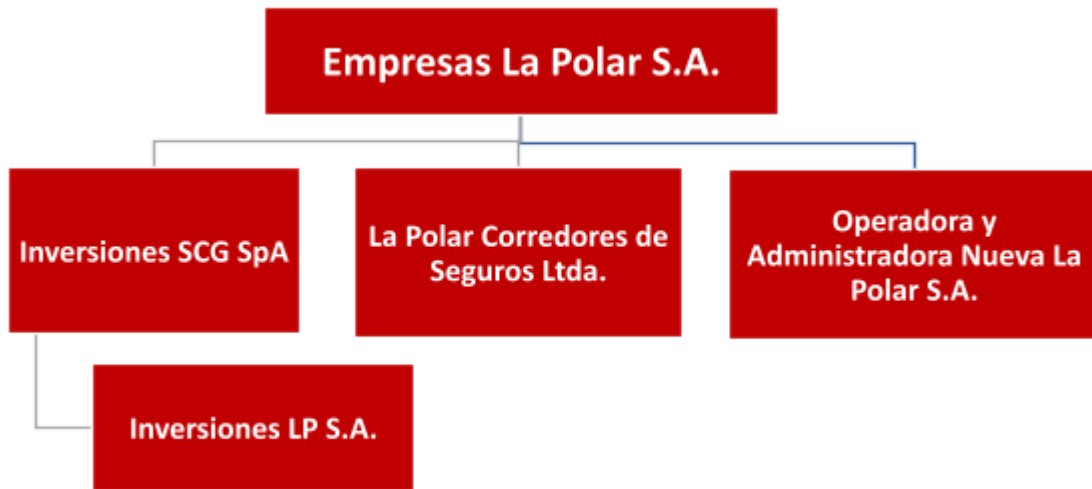 Empresas La Polar S.A.
Inversiones SCG SpA
La Polar Corredores de
Seguros Ltda.
Operadora y
Administradora Nueva La
Polar S.A.
Inversiones LP S.A.